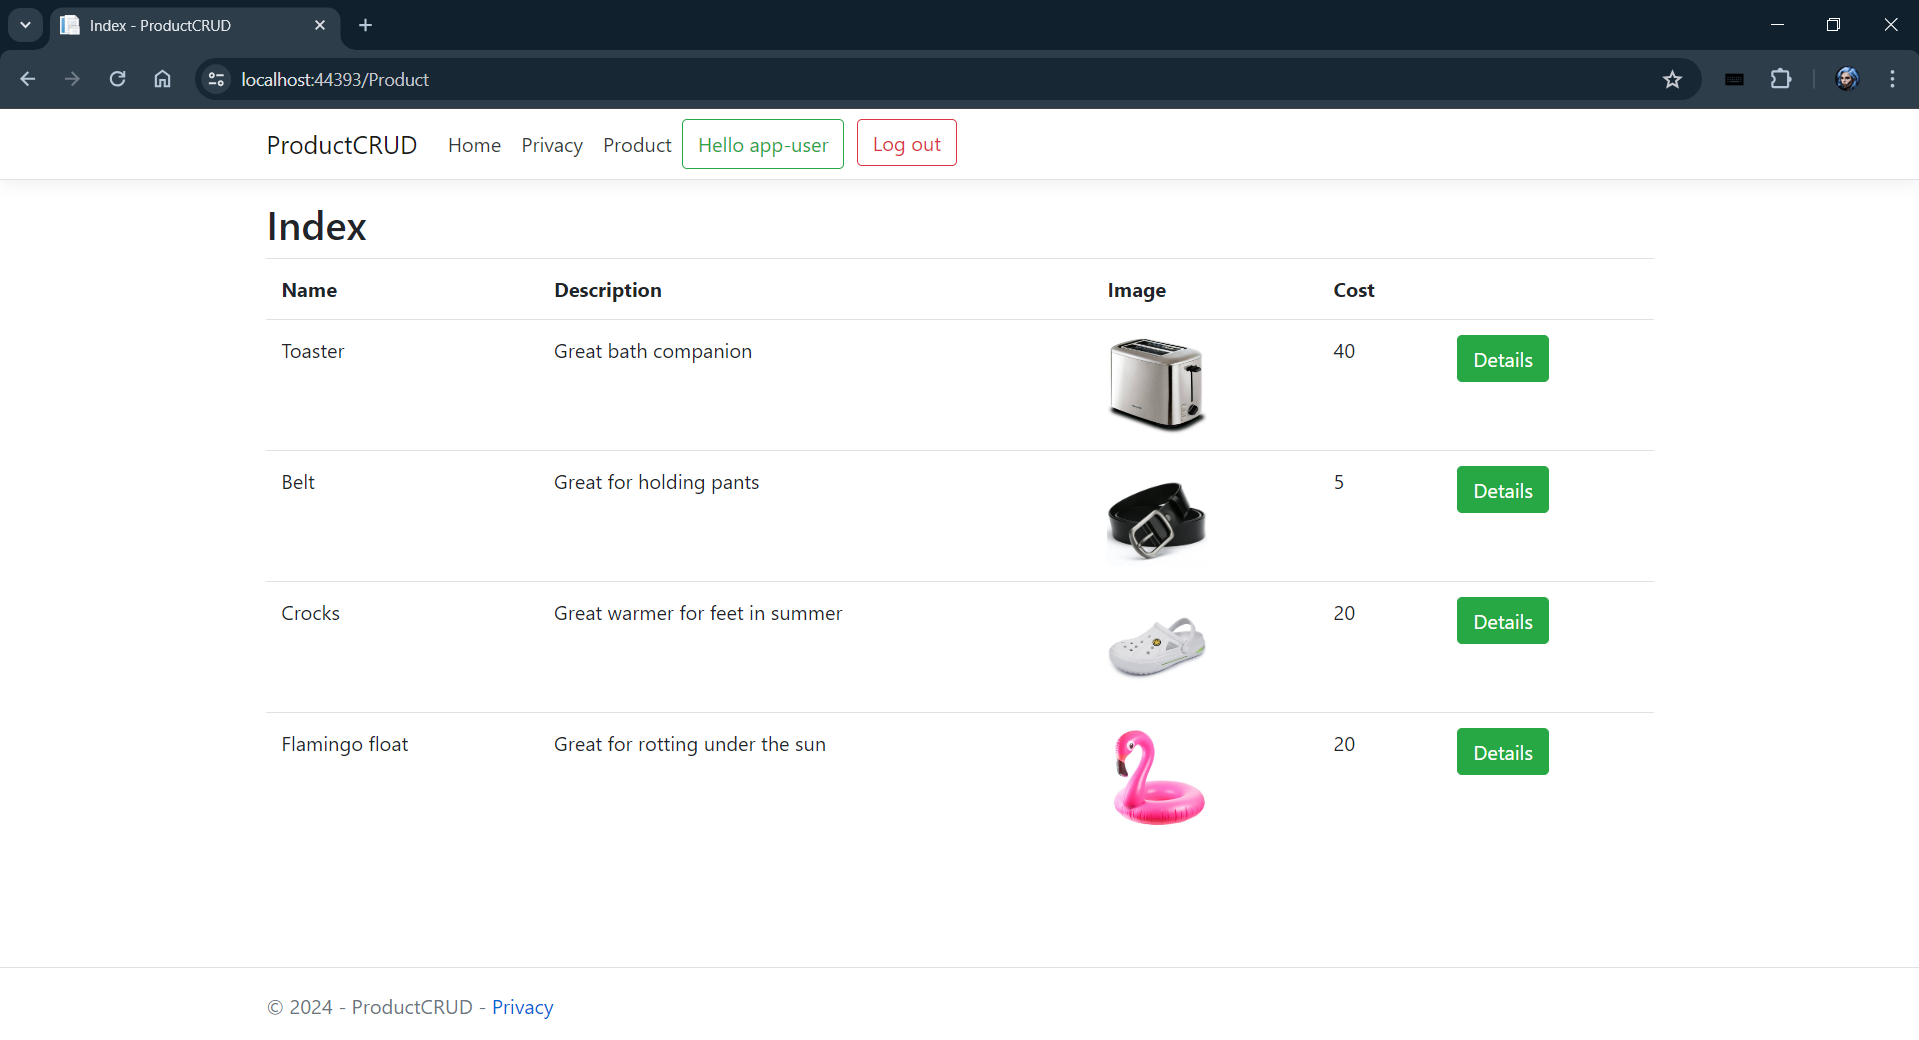 Index - ProductCRUD
localhost:44393/Product
ProductCRUD Home Privacy Product Hello app-user Log out
Index
Name Description Image Cost
Toaster Great bath companion 40 Details
Belt Great for holding pants 5 Details
Crocks Great warmer for feet in summer 20 Details
Flamingo float Great for rotting under the sun 20 Details
© 2024 - ProductCRUD - Privacy